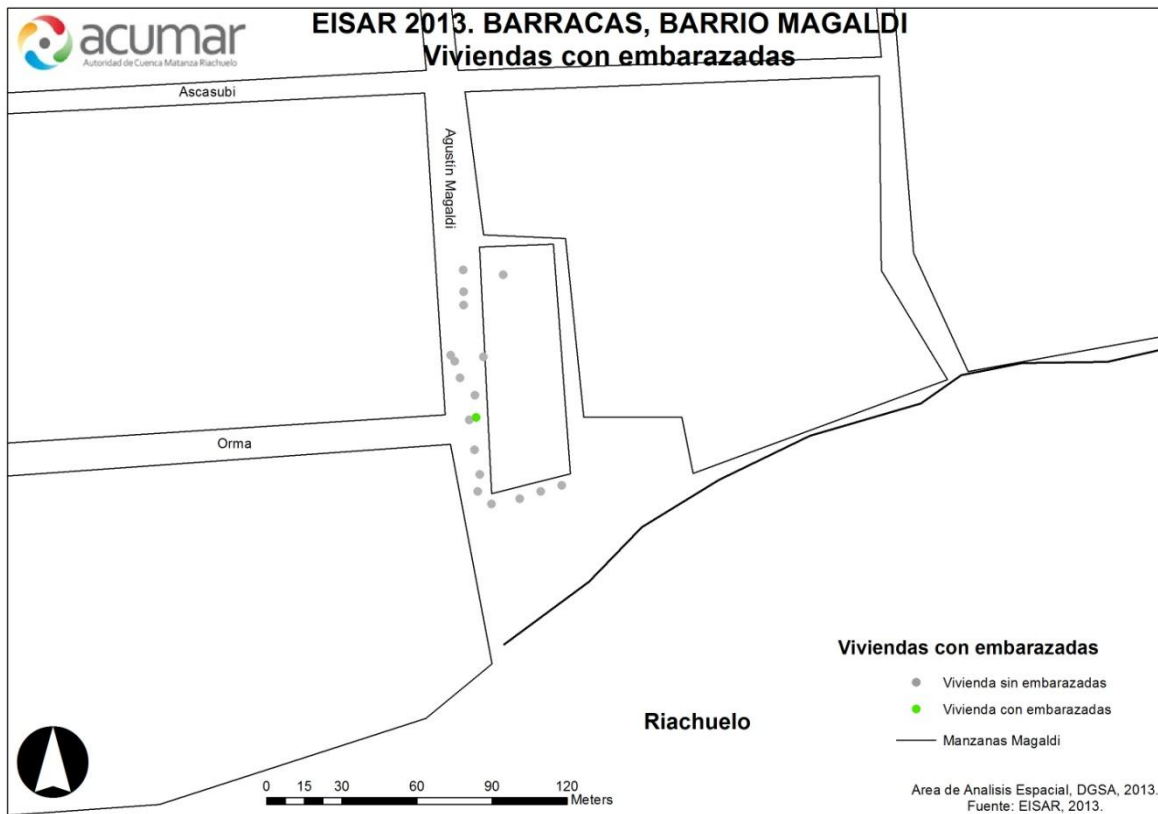 acumar
Autoridad de Cuenca Matanza Riachuelo
EISAR 2013. BARRACAS, BARRIO MAGALDI
Viviendas con embarazadas
Ascasubi
Agustín Magaldi
Orma
Riachuelo
Viviendas con embarazadas
Vivienda sin embarazadas
Vivienda con embarazadas
Manzanas Magaldi
0 15 30 60 90 120
Meters
Area de Analisis Espacial, DGSA, 2013.
Fuente: EISAR, 2013.